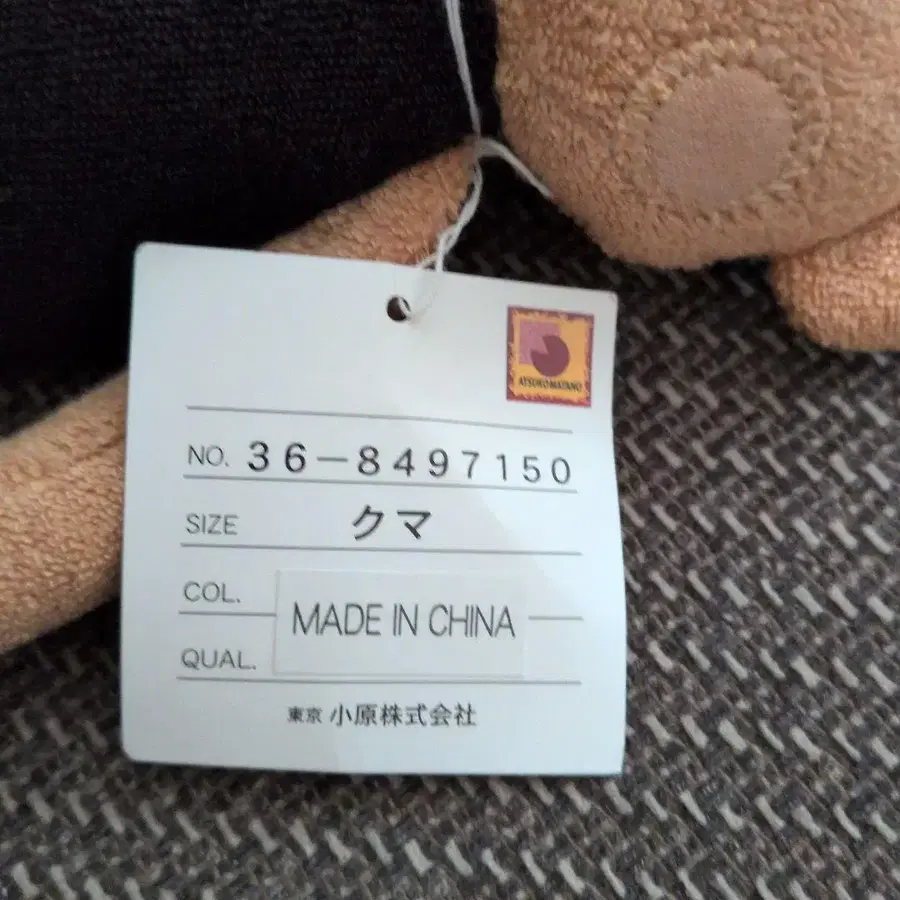 ATSUKO MATANO
NO. 36-8497150
SIZE クマ
COL.
MADE IN CHINA
QUAL.
東京 小原株式会社